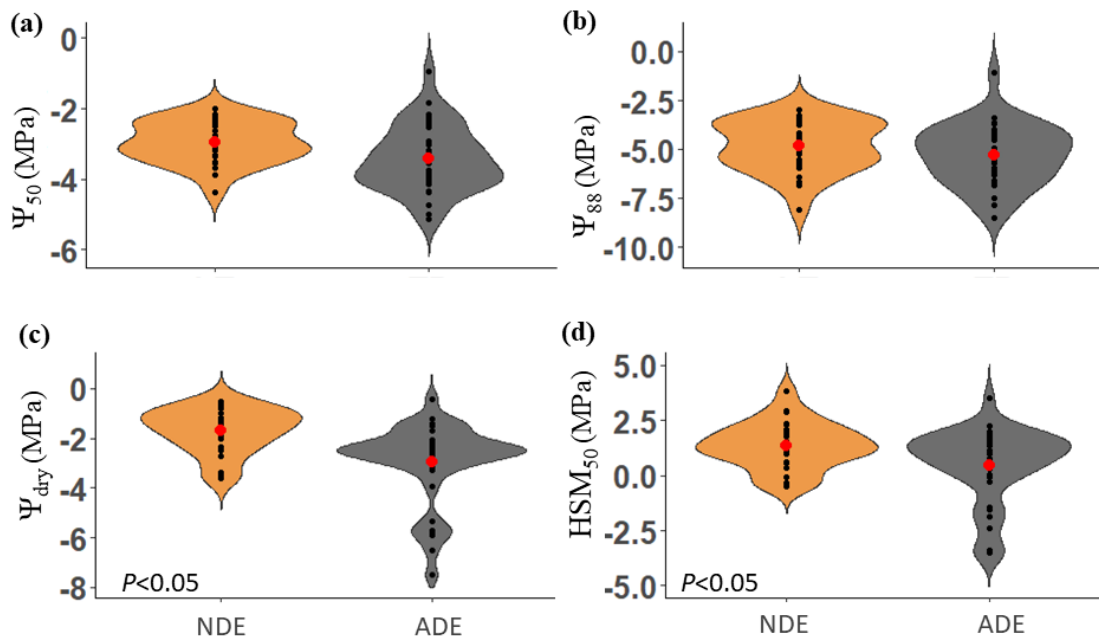 (a)
Ψ50 (MPa)
0
-2
-4
-6
(b)
Ψ88 (MPa)
0.0
-2.5
-5.0
-7.5
-10.0
(c)
Ψdry (MPa)
0
-2
-4
-6
-8
P<0.05
NDE ADE
(d)
HSM50 (MPa)
5.0
2.5
0.0
-2.5
-5.0
P<0.05
NDE ADE